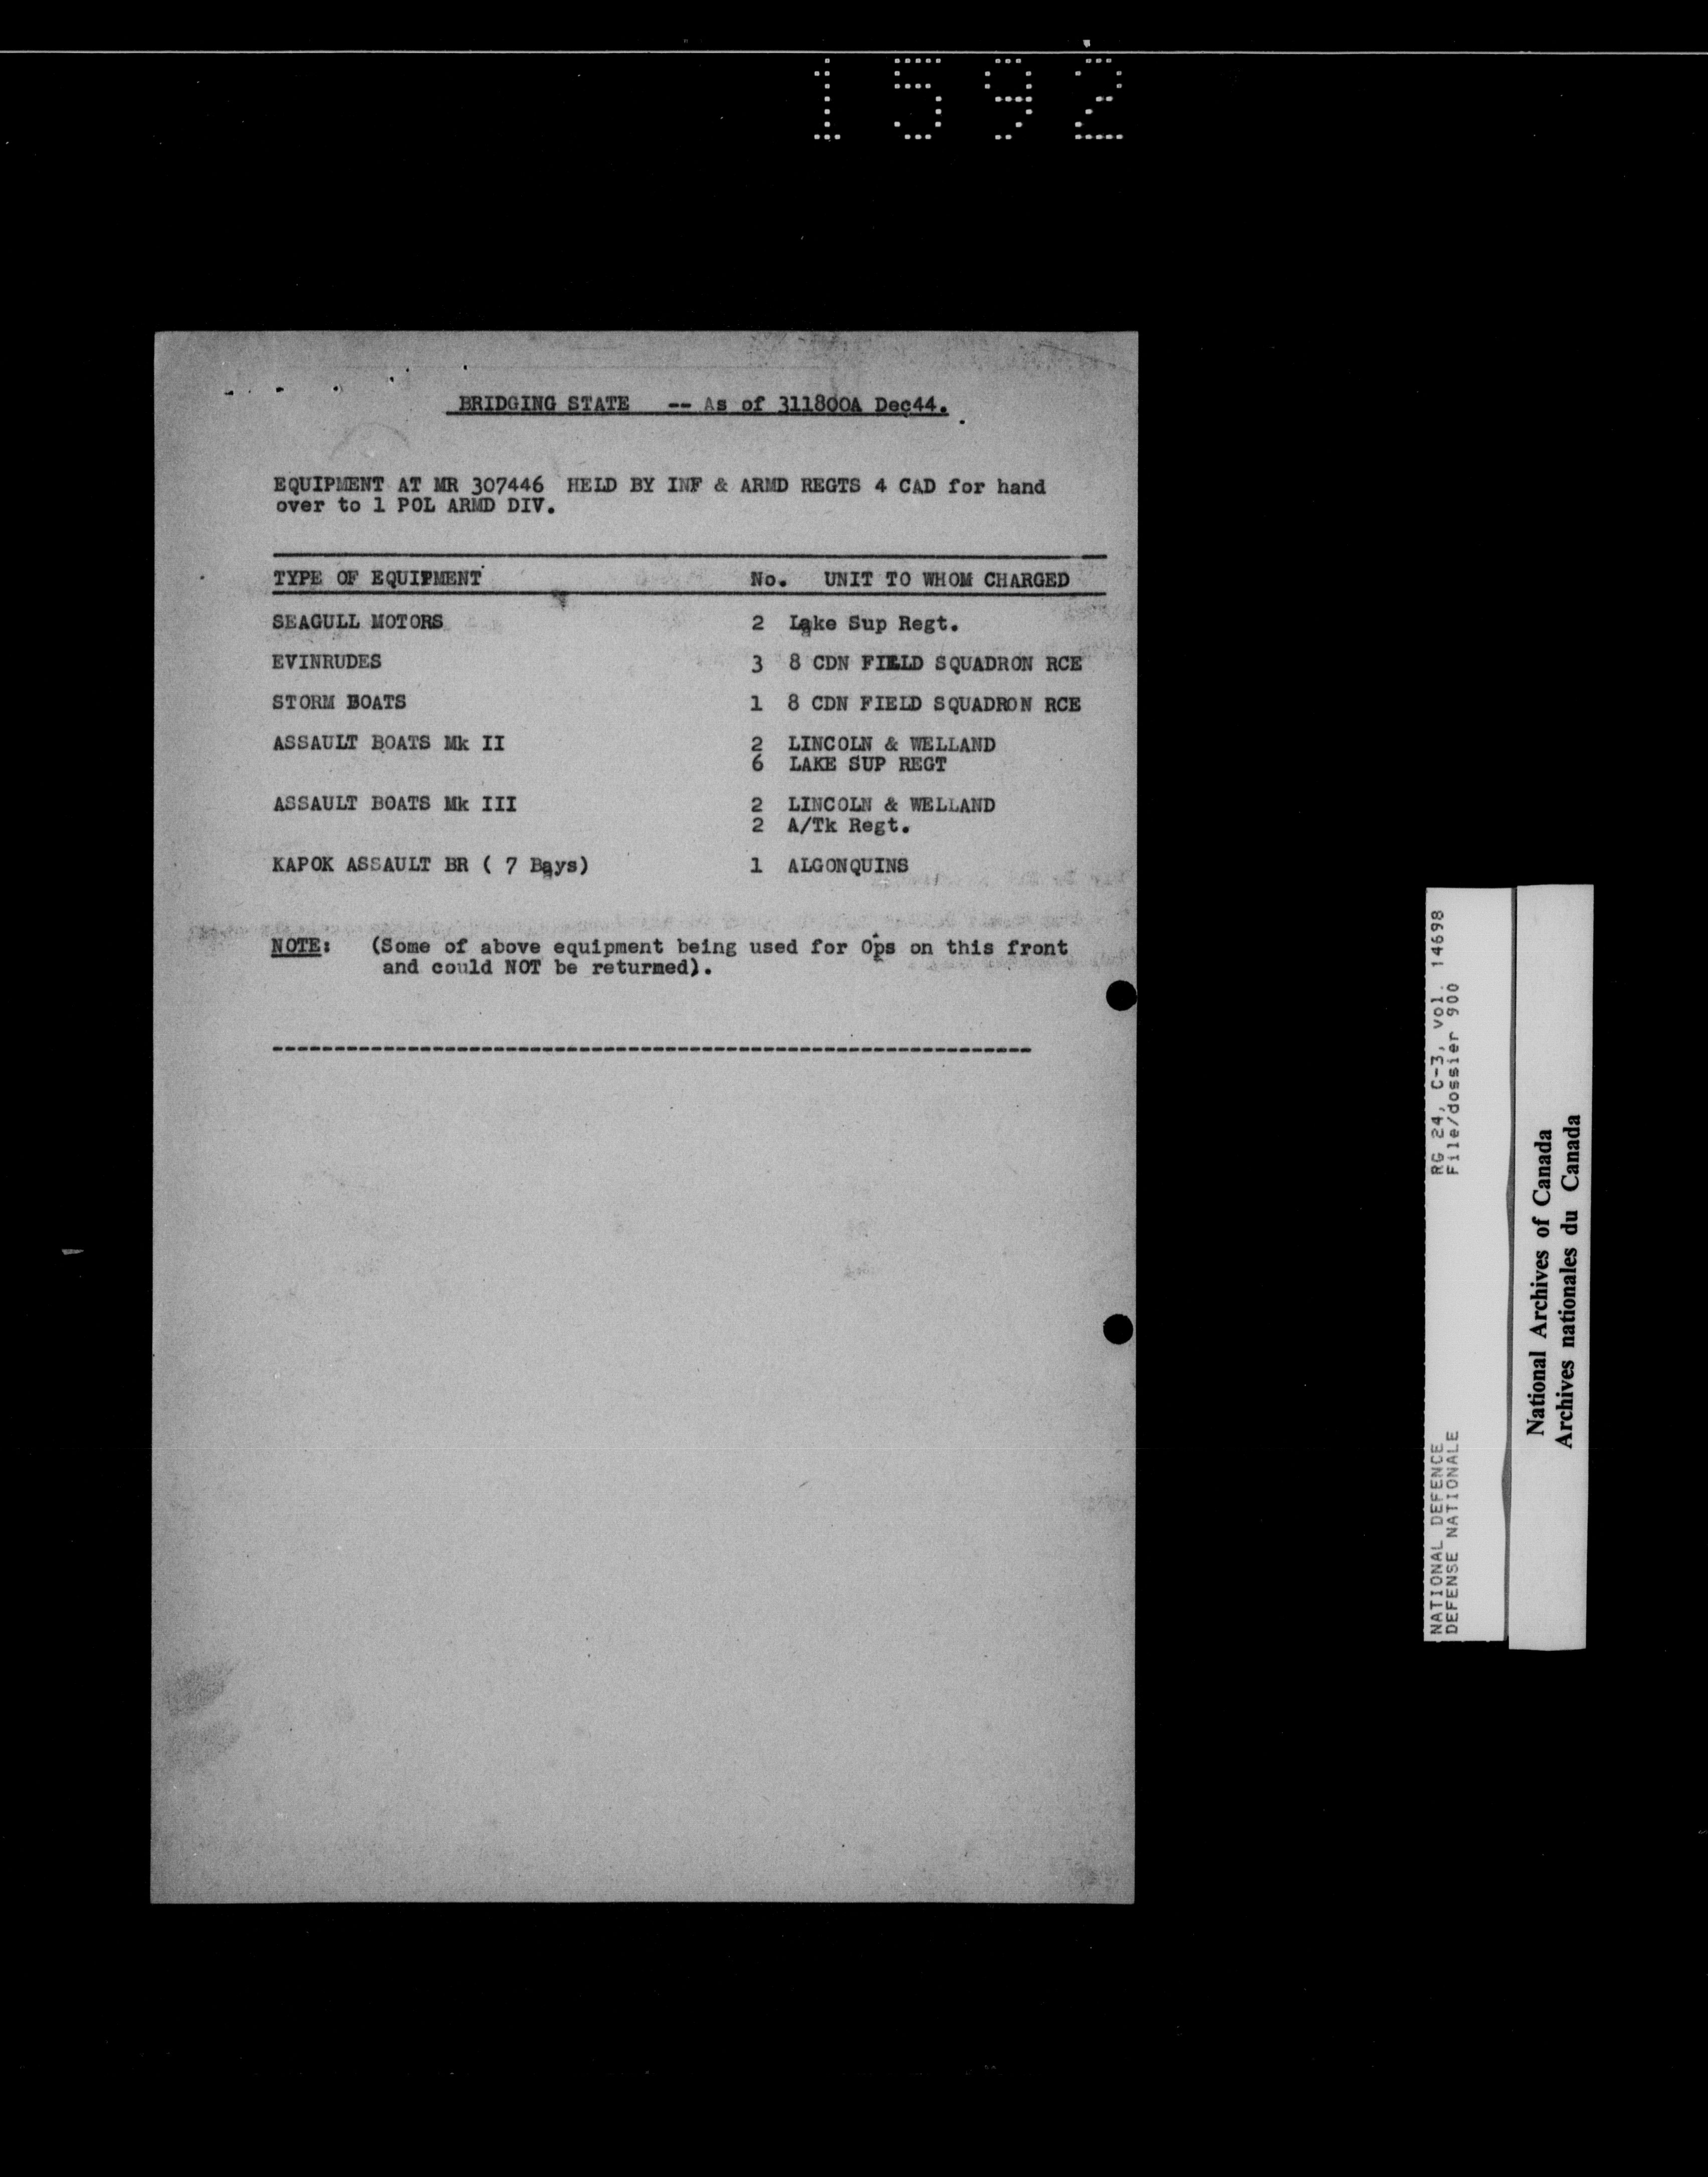 1592
BRIDGING STATE -- As of 311800A Dec44.
EQUIPMENT AT MR 307446 HELD BY INF & ARMD REGTS 4 CAD for hand
over to 1 POL ARMD DIV.
TYPE OF EQUIPMENT No. UNIT TO WHOM CHARGED
SEAGULL MOTORS 2 Lake Sup Regt.
EVINRUDES 3 8 CDN FIELD SQUADRON RCE
STORM BOATS 1 8 CDN FIELD SQUADRON RCE
ASSAULT BOATS Mk II 2 LINCOLN & WELLAND
6 LAKE SUP REGT
ASSAULT BOATS Mk III 2 LINCOLN & WELLAND
2 A/Tk Regt.
KAPOK ASSAULT BR ( 7 Bays) 1 ALGONQUINS
NOTE: (Some of above equipment being used for Ops on this front
and could NOT be returned).
NATIONAL DEFENCE RG 24, C-3, vol. 14698
DEFENSE NATIONALE File/dossier 900
National Archives of Canada
Archives nationales du Canada